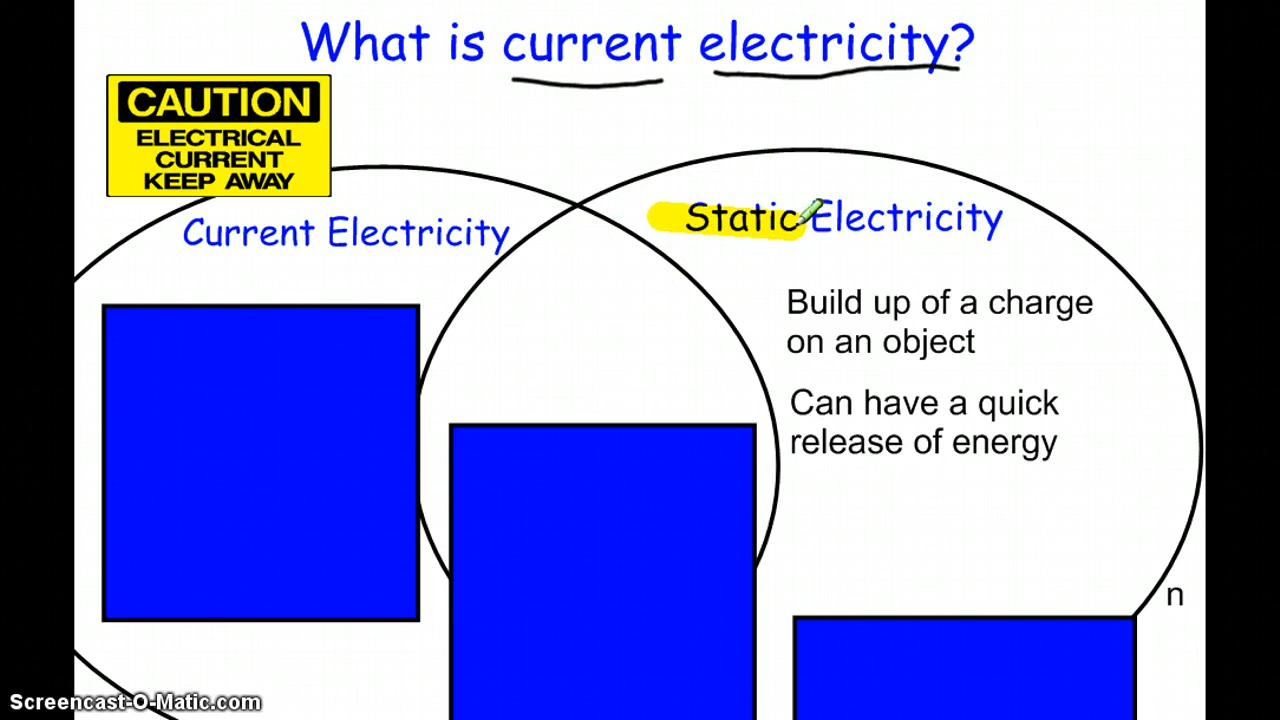 What is current electricity?
CAUTION
ELECTRICAL
CURRENT
KEEP AWAY
Current Electricity
Static Electricity
Build up of a charge
on an object
Can have a quick
release of energy
n
Screencast-O-Matic.com